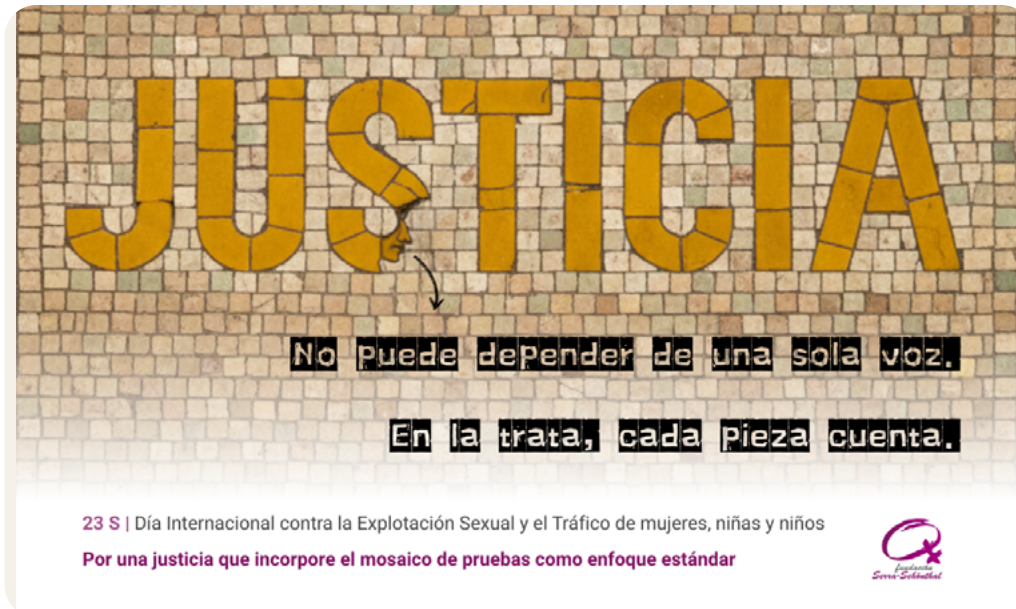 JUSTICIA
No puede depender de una sola voz.
En la trata, cada pieza cuenta.
23 S | Día Internacional contra la Explotación Sexual y el Tráfico de mujeres, niñas y niños
Por una justicia que incorpore el mosaico de pruebas como enfoque estándar
fundación
Serra-Schönthal